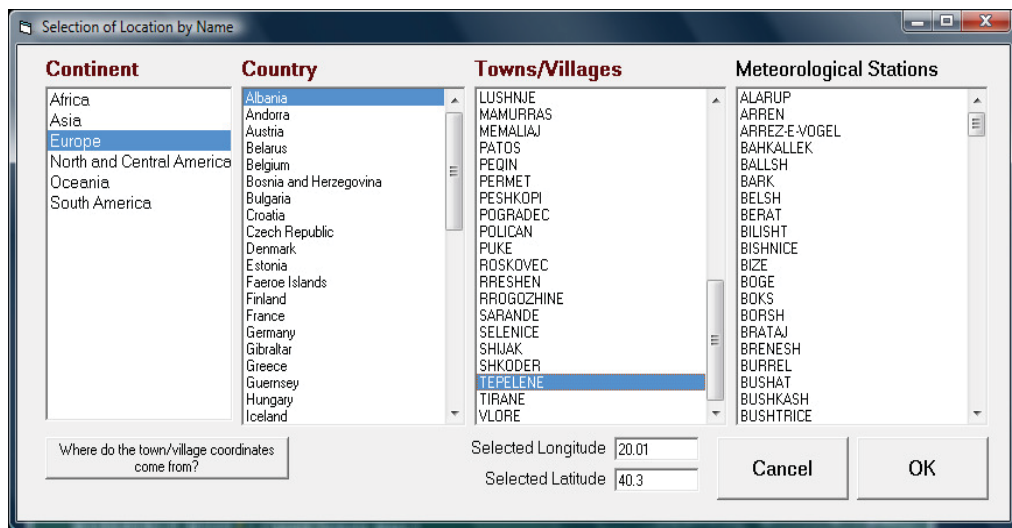 Selection of Location by Name
Continent
Africa
Asia
Europe
North and Central America
Oceania
South America
Country
Albania
Andorra
Austria
Belarus
Belgium
Bosnia and Herzegovina
Bulgaria
Croatia
Czech Republic
Denmark
Estonia
Faeroe Islands
Finland
France
Germany
Gibraltar
Greece
Guernsey
Hungary
Iceland
Towns/Villages
LUSHNJE
MAMURRAS
MEMALIAJ
PATOS
PEQIN
PERMET
PESHKOPI
POGRADEC
POLICAN
PUKE
ROSKOVEC
RRESHEN
RROGOZHINE
SARANDE
SELENICE
SHIJAK
SHKODER
TEPELENE
TIRANE
VLORE
Meteorological Stations
ALARUP
ARREN
ARREZ-E-VOGEL
BAHKALLEK
BALLSH
BARK
BELSH
BERAT
BILISHT
BISHNICE
BIZE
BOGE
BOKS
BORSH
BRATAJ
BRENESH
BURREL
BUSHAT
BUSHKASH
BUSHTRICE
Where do the town/village coordinates
come from?
Selected Longitude 20.01
Selected Latitude 40.3
Cancel
OK